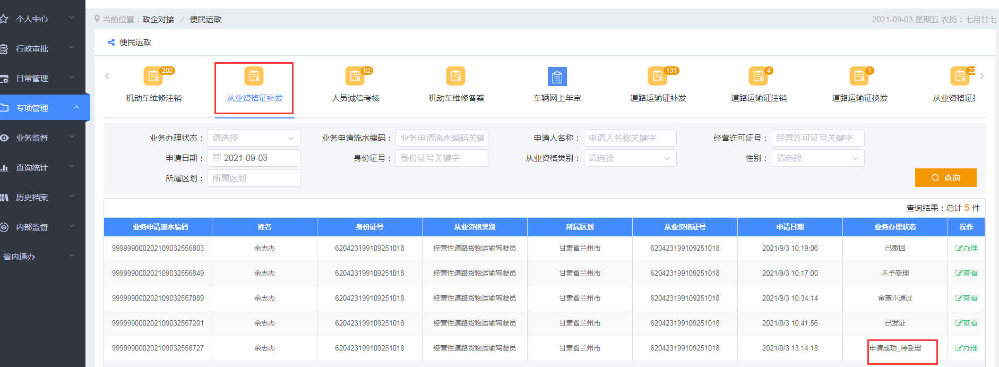 个人中心
行政审批
日常管理
专项管理
业务监督
查询统计
历史档案
内部监督
省内通办
当前位置：政企对接 / 便民运政
2021-09-03 星期五 农历：七月廿七
便民运政
202 62 131 4 1 22
机动车维修注销 从业资格证补发 人员诚信考核 机动车维修备案 车辆网上年审 道路运输证补发 道路运输证注销 道路运输证换发 从业资格证
业务办理状态： 请选择 业务申请流水编码： 业务申请流水编码关键 申请人名称： 申请人名称关键字 经营许可证号： 经营许可证号关键字
申请日期： 2021-09-03 身份证号： 身份证号关键字 从业资格类别： 请选择 性别： 请选择
所属区划： 所属区划 查询
查询结果：总计 5 件
业务申请流水编码 姓名 身份证号 从业资格类别 所属区划 从业资格证号 申请日期 业务办理状态 操作
999999000202109032556803 余志杰 620423199109251018 经营性道路货物运输驾驶员 甘肃省兰州市 620423199109251018 2021/9/3 10:19:06 已撤回 办理
999999000202109032556849 余志杰 620423199109251018 经营性道路货物运输驾驶员 甘肃省兰州市 620423199109251018 2021/9/3 10:17:00 不予受理 查看
999999000202109032557089 余志杰 620423199109251018 经营性道路货物运输驾驶员 甘肃省兰州市 620423199109251018 2021/9/3 10:34:14 审查不通过 查看
999999000202109032557201 余志杰 620423199109251018 经营性道路货物运输驾驶员 甘肃省兰州市 620423199109251018 2021/9/3 10:41:56 已发证 查看
999999000202109032558727 余志杰 620423199109251018 经营性道路货物运输驾驶员 甘肃省兰州市 620423199109251018 2021/9/3 13:14:18 申请成功_待受理 办理